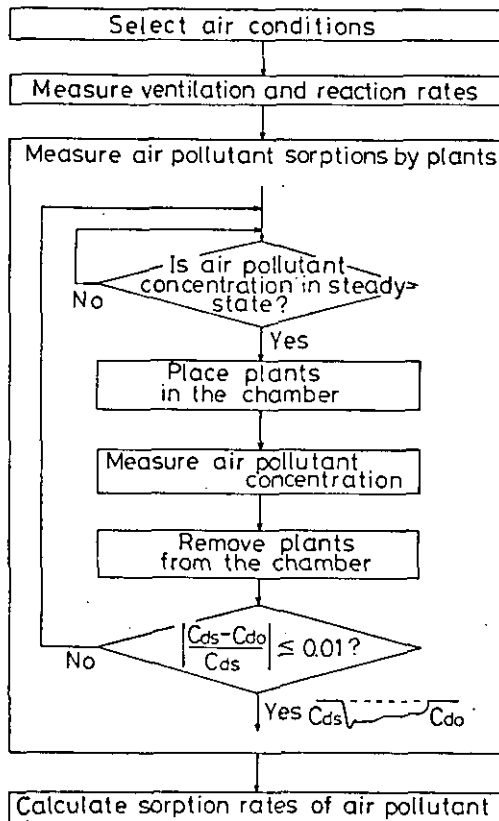 Select air conditions
Measure ventilation and reaction rates
Measure air pollutant sorptions by plants
Is air pollutant
concentration in steady-
state?
No
Yes
Place plants
in the chamber
Measure air pollutant
concentration
Remove plants
from the chamber
|Cds-Cdo / Cds| ≤ 0.01?
No
Yes Cds Cdo
Calculate sorption rates of air pollutant